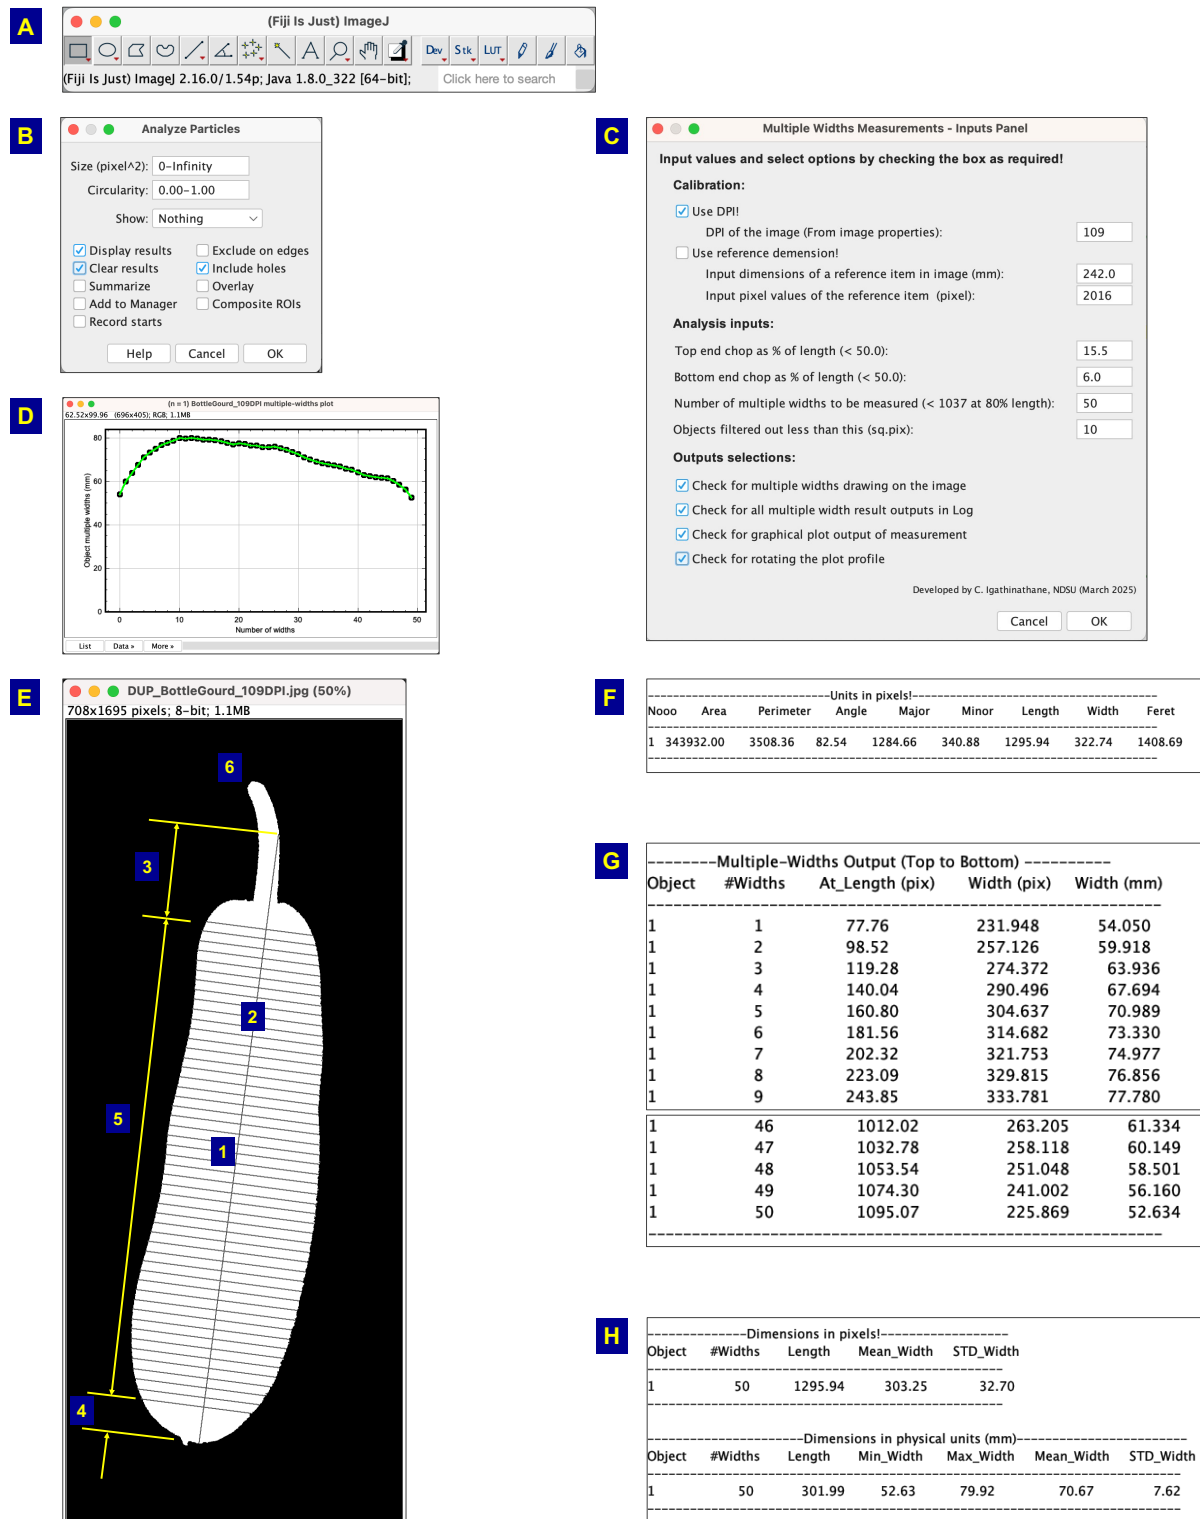 A
(Fiji Is Just) ImageJ
Dev Stk LUT
(Fiji Is Just) ImageJ 2.16.0/1.54p; Java 1.8.0_322 [64-bit];
Click here to search
B
Analyze Particles
Size (pixel^2): 0-Infinity
Circularity: 0.00-1.00
Show: Nothing
Display results Exclude on edges
Clear results Include holes
Summarize Overlay
Add to Manager Composite ROIs
Record starts
Help Cancel OK
C
Multiple Widths Measurements - Inputs Panel
Input values and select options by checking the box as required!
Calibration:
Use DPI!
DPI of the image (From image properties): 109
Use reference demension!
Input dimensions of a reference item in image (mm): 242.0
Input pixel values of the reference item (pixel): 2016
Analysis inputs:
Top end chop as % of length (< 50.0): 15.5
Bottom end chop as % of length (< 50.0): 6.0
Number of multiple widths to be measured (< 1037 at 80% length): 50
Objects filtered out less than this (sq.pix): 10
Outputs selections:
Check for multiple widths drawing on the image
Check for all multiple width result outputs in Log
Check for graphical plot output of measurement
Check for rotating the plot profile
Developed by C. Igathinathane, NDSU (March 2025)
Cancel OK
D
(n = 1) BottleGourd_109DPI multiple-widths plot
62.52x99.96 (696x405); RGB; 1.1MB
Object multiple widths (mm)
80
60
40
20
0
0 10 20 30 40 50
Number of widths
List Data » More »
E
DUP_BottleGourd_109DPI.jpg (50%)
708x1695 pixels; 8-bit; 1.1MB
6
3
2
5
1
4
F
------Units in pixels!------
Nooo Area Perimeter Angle Major Minor Length Width Feret
1 343932.00 3508.36 82.54 1284.66 340.88 1295.94 322.74 1408.69
G
--------Multiple-Widths Output (Top to Bottom) ----------
Object #Widths At_Length (pix) Width (pix) Width (mm)
1 1 77.76 231.948 54.050
1 2 98.52 257.126 59.918
1 3 119.28 274.372 63.936
1 4 140.04 290.496 67.694
1 5 160.80 304.637 70.989
1 6 181.56 314.682 73.330
1 7 202.32 321.753 74.977
1 8 223.09 329.815 76.856
1 9 243.85 333.781 77.780
1 46 1012.02 263.205 61.334
1 47 1032.78 258.118 60.149
1 48 1053.54 251.048 58.501
1 49 1074.30 241.002 56.160
1 50 1095.07 225.869 52.634
H
--------------Dimensions in pixels!------------------
Object #Widths Length Mean_Width STD_Width
1 50 1295.94 303.25 32.70
----------------------Dimensions in physical units (mm)------------------------
Object #Widths Length Min_Width Max_Width Mean_Width STD_Width
1 50 301.99 52.63 79.92 70.67 7.62